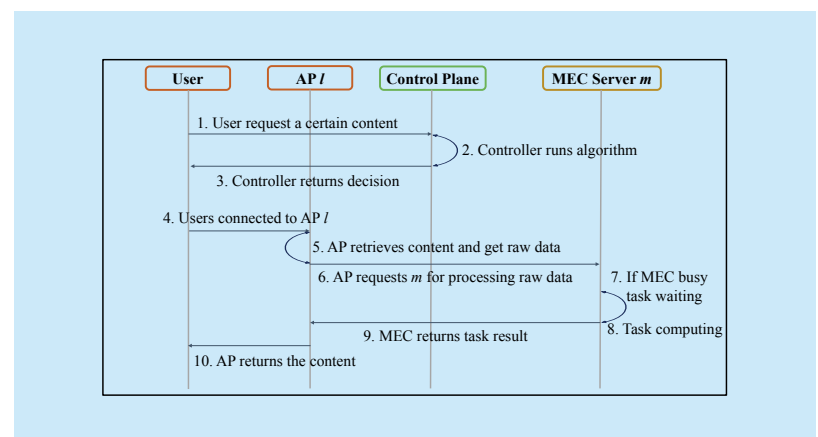 User
AP l
Control Plane
MEC Server m
1. User request a certain content
2. Controller runs algorithm
3. Controller returns decision
4. Users connected to AP l
5. AP retrieves content and get raw data
6. AP requests m for processing raw data
7. If MEC busy
task waiting
8. Task computing
9. MEC returns task result
10. AP returns the content